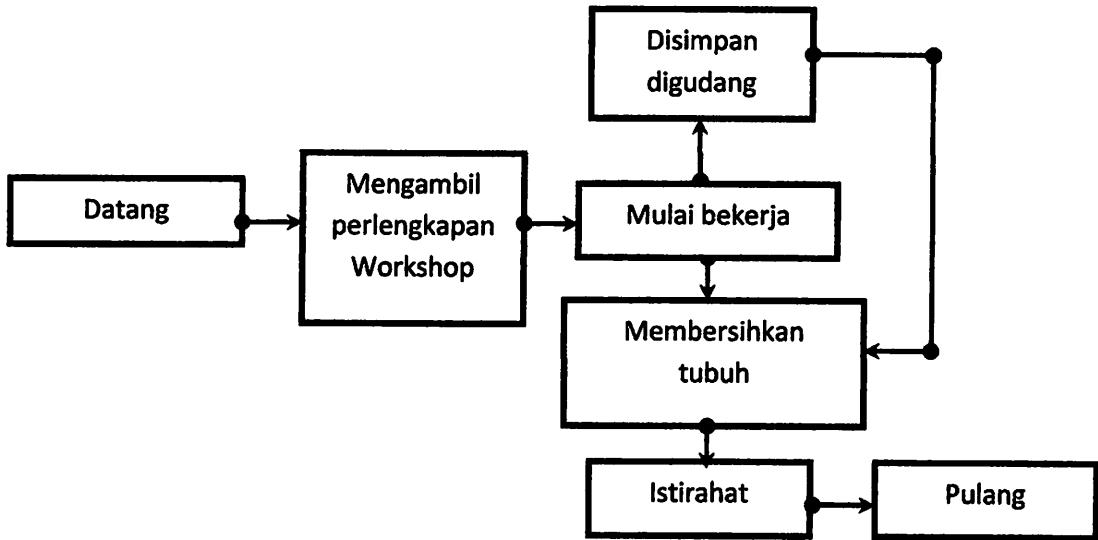 Datang
Mengambil
perlengkapan
Workshop
Mulai bekerja
Disimpan
digudang
Membersihkan
tubuh
Istirahat
Pulang